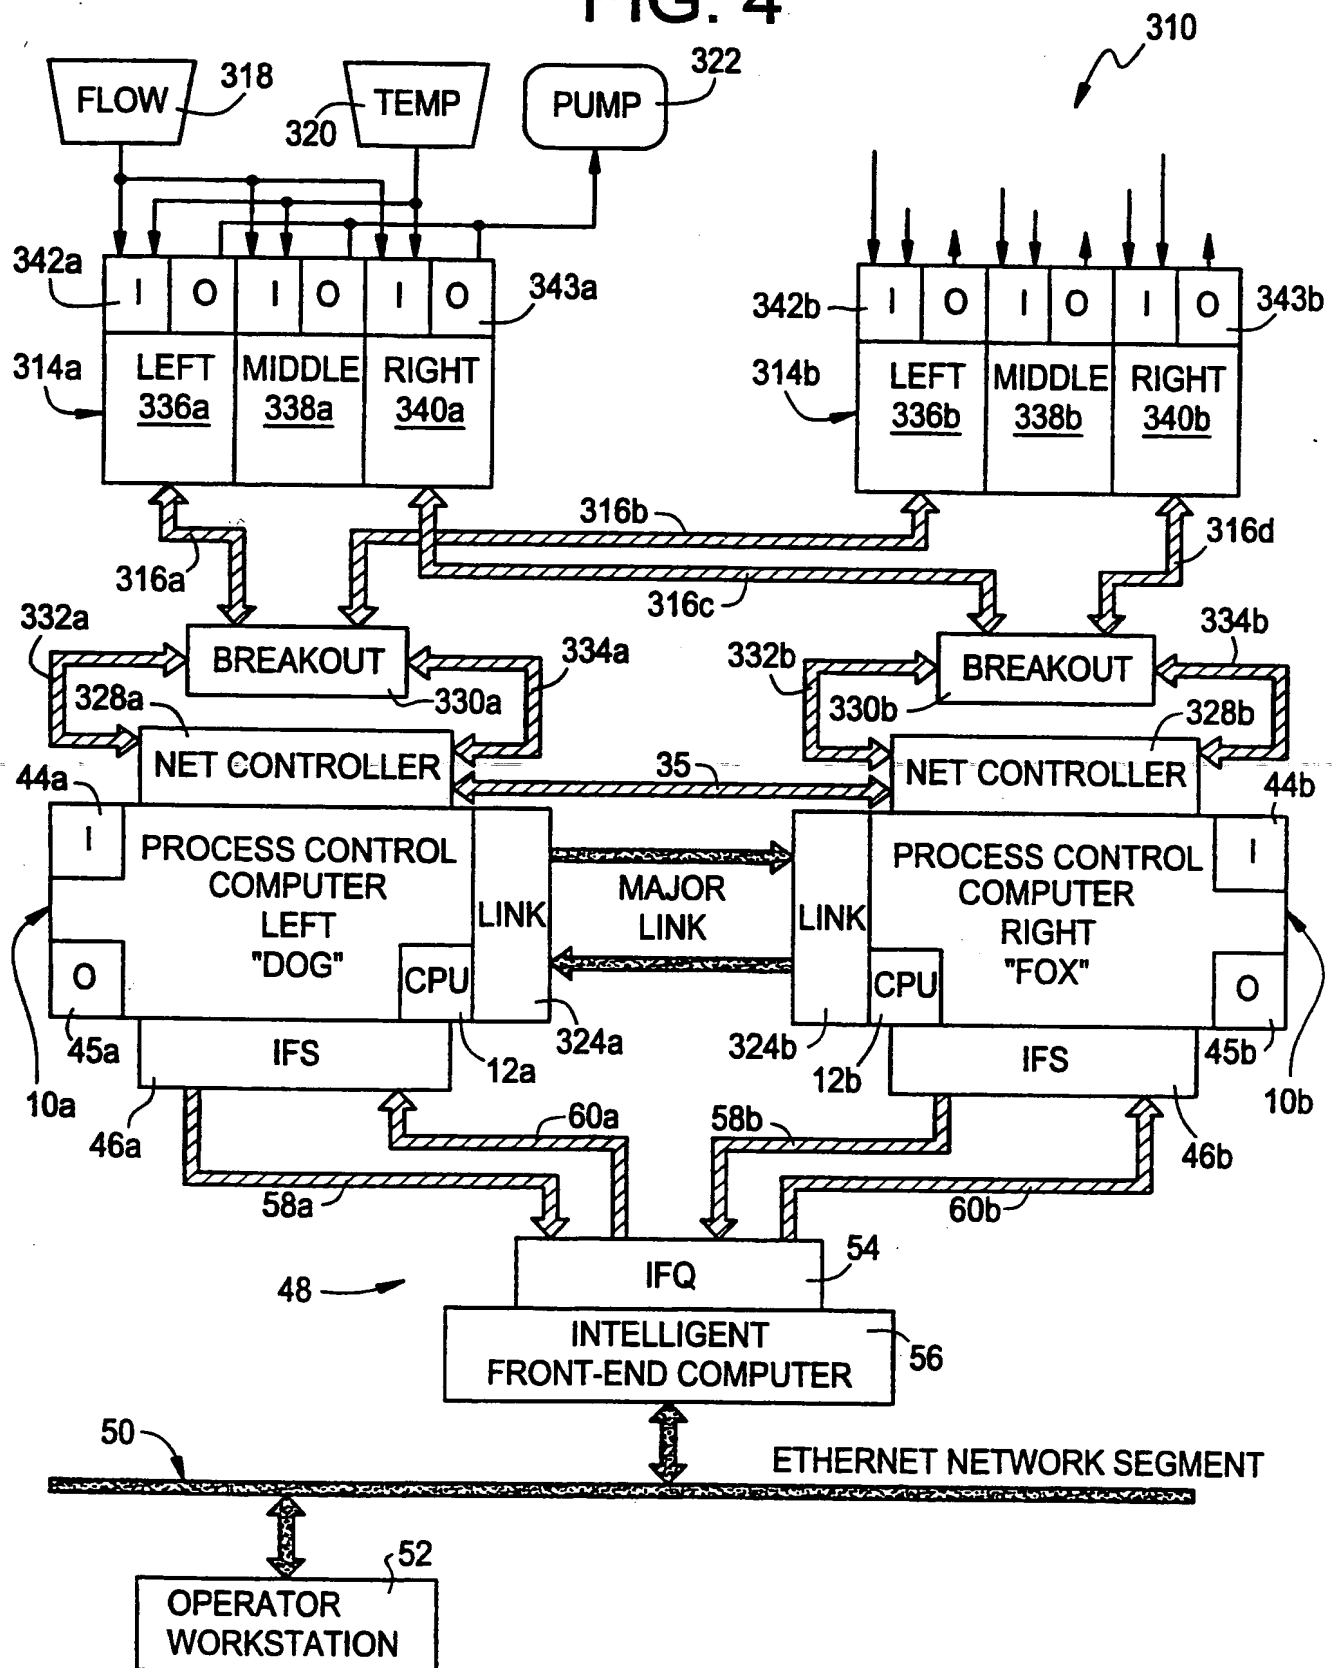 FIG. 4
310
FLOW
318
TEMP
320
PUMP
322
342a
I
O
I
O
I
O
343a
314a
LEFT
336a
MIDDLE
338a
RIGHT
340a
342b
I
O
I
O
I
O
343b
314b
LEFT
336b
MIDDLE
338b
RIGHT
340b
316a
316b
316c
316d
332a
BREAKOUT
330a
334a
328a
NET CONTROLLER
332b
BREAKOUT
330b
334b
328b
NET CONTROLLER
35
44a
I
PROCESS CONTROL
COMPUTER
LEFT
"DOG"
O
CPU
LINK
MAJOR
LINK
LINK
CPU
PROCESS CONTROL
COMPUTER
RIGHT
"FOX"
44b
I
O
10a
45a
IFS
12a
324a
324b
12b
IFS
45b
10b
46a
58a
60a
58b
60b
46b
48
IFQ
54
INTELLIGENT
FRONT-END COMPUTER
56
50
ETHERNET NETWORK SEGMENT
52
OPERATOR
WORKSTATION